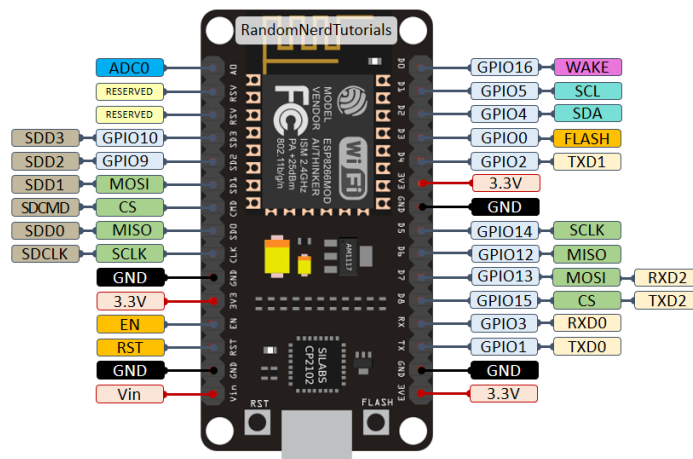 RandomNerdTutorials
ADC0
RESERVED
RESERVED
SDD3 GPIO10
SDD2 GPIO9
SDD1 MOSI
SDCMD CS
SDD0 MISO
SDCLK SCLK
GND
3.3V
EN
RST
GND
Vin
A0
RSV
RSV
SD3
SD2
SD1
CMD
SD0
CLK
GND
3V3
EN
RST
GND
Vin
MODEL ESP8266MOD
VENDOR AI/THINKER
ISM 2.4GHz
PA +25dBm
802.11b/g/n
FC
Wi Fi
AM1117
SILABS
CP2102
RST
FLASH
D0
D1
D2
D3
D4
3V3
GND
D5
D6
D7
D8
RX
TX
GND
3V3
GPIO16 WAKE
GPIO5 SCL
GPIO4 SDA
GPIO0 FLASH
GPIO2 TXD1
3.3V
GND
GPIO14 SCLK
GPIO12 MISO
GPIO13 MOSI RXD2
GPIO15 CS TXD2
GPIO3 RXD0
GPIO1 TXD0
GND
3.3V